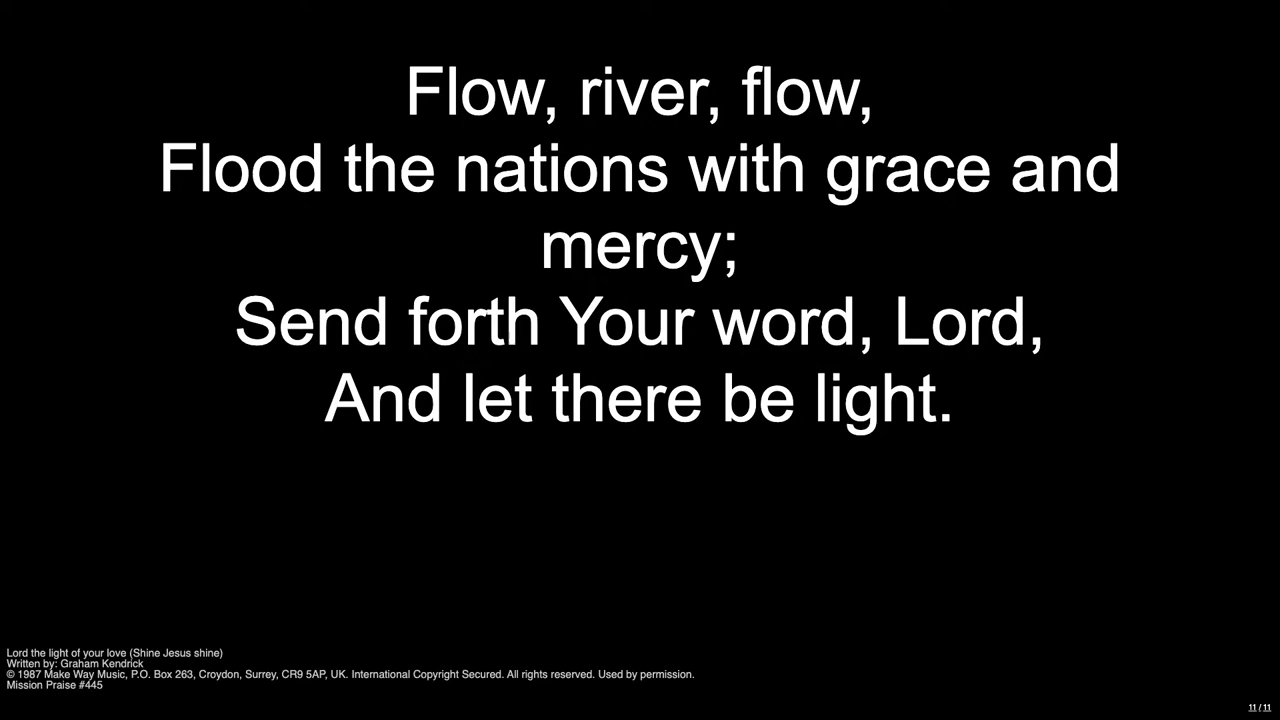 Flow, river, flow,
Flood the nations with grace and
mercy;
Send forth Your word, Lord,
And let there be light.
Lord the light of your love (Shine Jesus shine)
Written by: Graham Kendrick
© 1987 Make Way Music, P.O. Box 263, Croydon, Surrey, CR9 5AP, UK. International Copyright Secured. All rights reserved. Used by permission.
Mission Praise #445
11 / 11